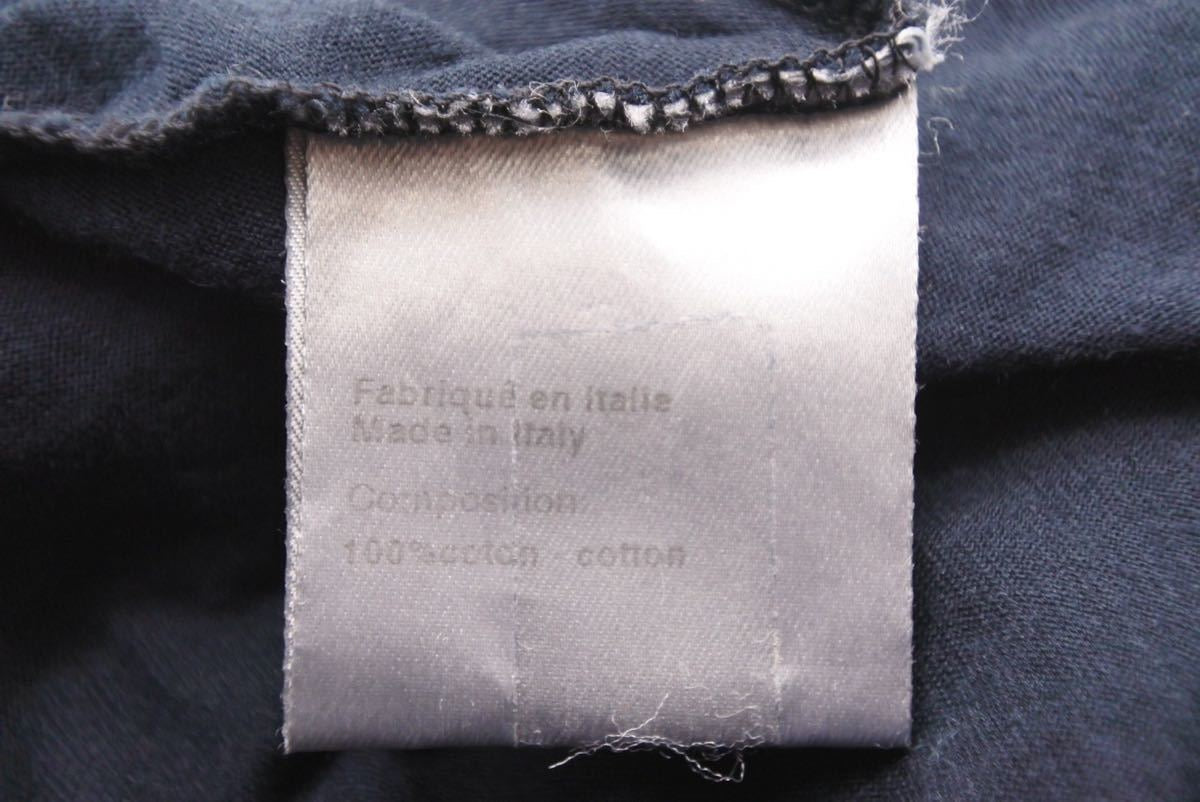 Fabriqué en Italie
Made in Italy
Composition:
100%coton - cotton